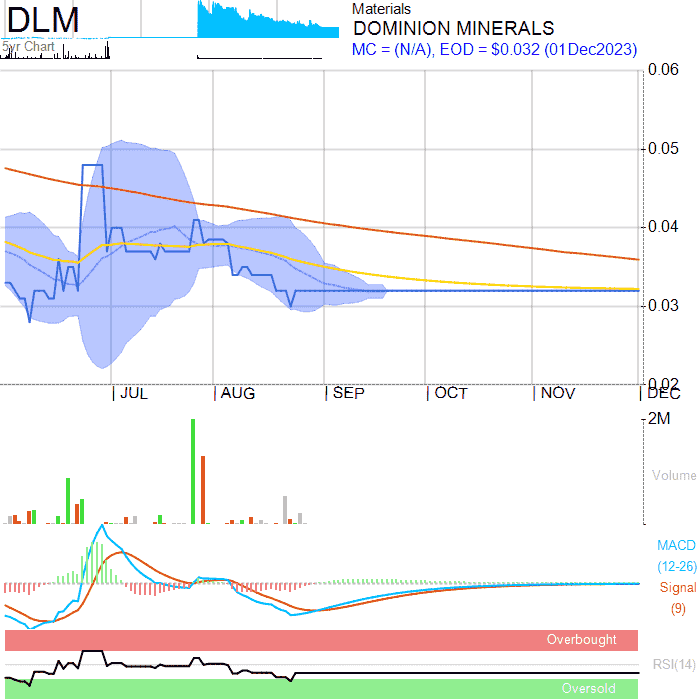 DLM
5yr Chart
Materials
DOMINION MINERALS
MC = (N/A), EOD = $0.032 (01Dec2023)
0.06
0.05
0.04
0.03
0.02
JUL AUG SEP OCT NOV DEC
2M
Volume
MACD
(12-26)
Signal
(9)
Overbought
RSI(14)
Oversold